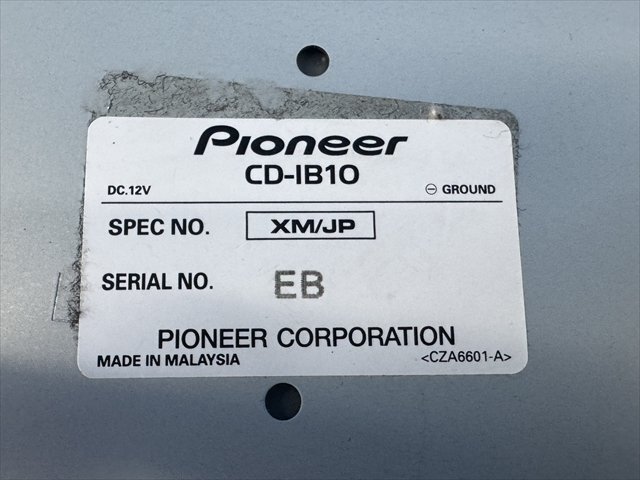 Pioneer
CD-IB10
DC.12V ⊖ GROUND
SPEC NO. XM/JP
SERIAL NO. EB
PIONEER CORPORATION
MADE IN MALAYSIA <CZA6601-A>